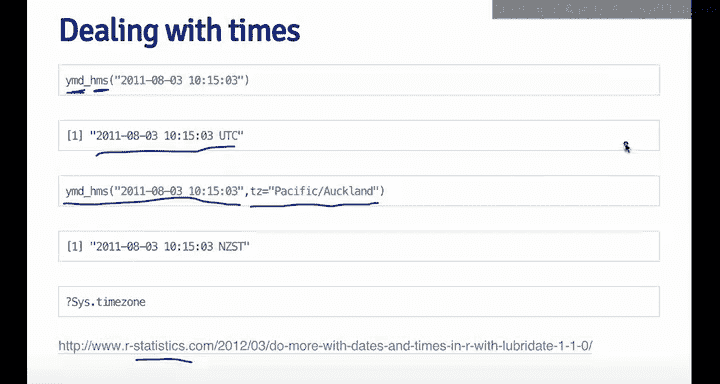 Dealing with times
ymd_hms("2011-08-03 10:15:03")
[1] "2011-08-03 10:15:03 UTC"
ymd_hms("2011-08-03 10:15:03",tz="Pacific/Auckland")
[1] "2011-08-03 10:15:03 NZST"
?Sys.timezone
http://www.r-statistics.com/2012/03/do-more-with-dates-and-times-in-r-with-lubridate-1-1-0/